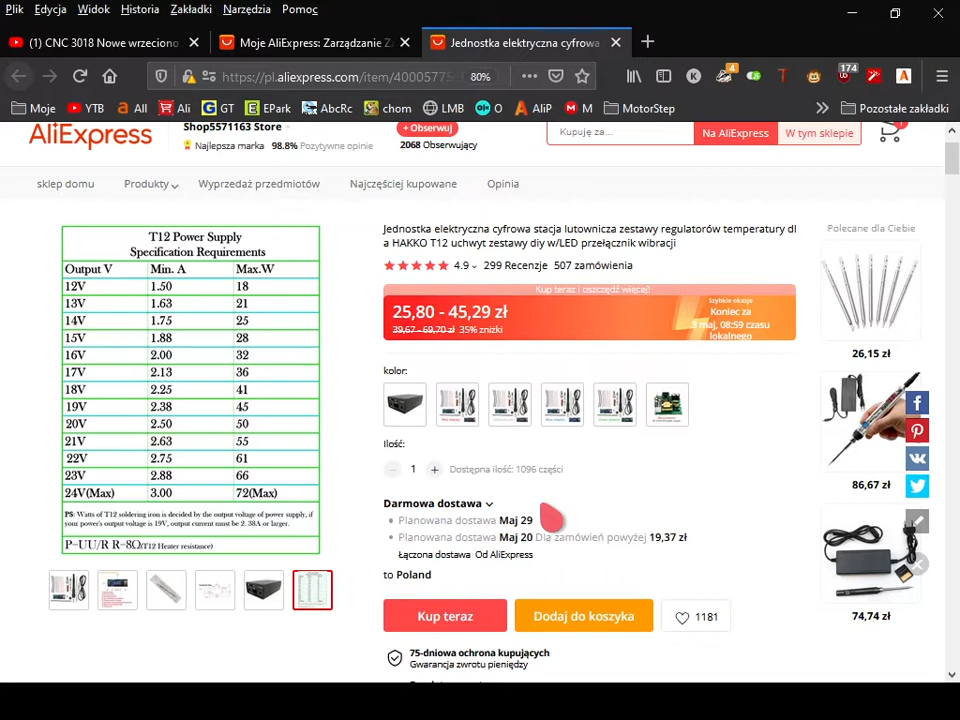 Plik Edycja Widok Historia Zakładki Narzędzia Pomoc
(1) CNC 3018 Nowe wrzeciono
Moje AliExpress: Zarządzanie Z
Jednostka elektryczna cyfrowa
https://pl.aliexpress.com/item/40005775
80%
4
174
Moje YTB All Ali GT EPark AbcRc chom LMB O AliP M MotorStep Pozostałe zakładki
AliExpress
Shop5571163 Store
Najlepsza marka 98.8% Pozytywne opinie
+ Obserwuj
2068 Obserwujący
Kupuję za...
Na AliExpress
W tym sklepie
1
sklep domu Produkty Wyprzedaż przedmiotów Najczęściej kupowane Opinia
T12 Power Supply
Specification Requirements
Output V Min. A Max.W
12V 1.50 18
13V 1.63 21
14V 1.75 25
15V 1.88 28
16V 2.00 32
17V 2.13 36
18V 2.25 41
19V 2.38 45
20V 2.50 50
21V 2.63 55
22V 2.75 61
23V 2.88 66
24V(Max) 3.00 72(Max)
PS: Watts of T12 soldering iron is decided by the output voltage of power supply, if
your power's output voltage is 19V, output current must be 2. 38A or larger.
P=UU/R R=8Ω(T12 Heater resistance)
Jednostka elektryczna cyfrowa stacja lutownicza zestawy regulatorów temperatury dl
a HAKKO T12 uchwyt zestawy diy w/LED przełącznik wibracji
4.9 299 Recenzje 507 zamówienia
Kup teraz i oszczędź więcej!
25,80 - 45,29 zł
39,67 - 69,70 zł 35% zniżki
Szybkie okazje
Koniec za
3 maj, 08:59 czasu
lokalnego
kolor:
Ilość:
1
Dostępna ilość: 1096 części
Darmowa dostawa
Planowana dostawa Maj 29
Planowana dostawa Maj 20 Dla zamówień powyżej 19,37 zł
Łączona dostawa Od AliExpress
to Poland
Kup teraz
Dodaj do koszyka
1181
75-dniowa ochrona kupujących
Gwarancja zwrotu pieniędzy
Polecane dla Ciebie
26,15 zł
86,67 zł
74,74 zł